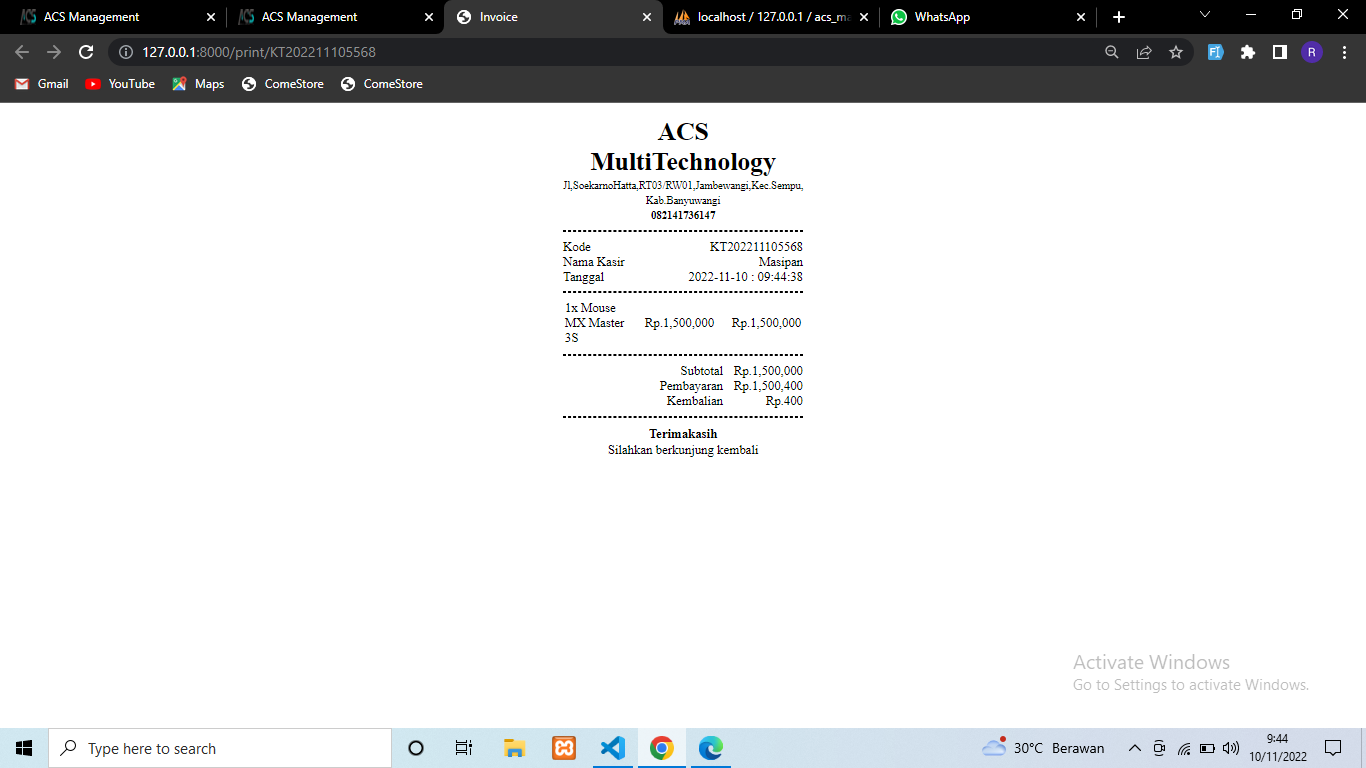 ACS Management
ACS Management
Invoice
localhost / 127.0.0.1 / acs_ma
WhatsApp
127.0.0.1:8000/print/KT202211105568
R
Gmail
YouTube
Maps
ComeStore
ComeStore
ACS
MultiTechnology
Jl,SoekarnoHatta,RT03/RW01,Jambewangi,Kec.Sempu,
Kab.Banyuwangi
082141736147
Kode KT202211105568
Nama Kasir Masipan
Tanggal 2022-11-10 : 09:44:38
1x Mouse
MX Master Rp.1,500,000 Rp.1,500,000
3S
Subtotal Rp.1,500,000
Pembayaran Rp.1,500,400
Kembalian Rp.400
Terimakasih
Silahkan berkunjung kembali
Activate Windows
Go to Settings to activate Windows.
Type here to search
30°C Berawan
9:44
10/11/2022